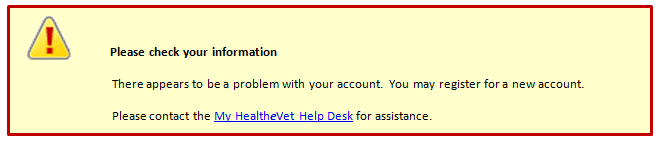 Please check your information
There appears to be a problem with your account.  You may register for a new account.
Please contact the My HealtheVet Help Desk for assistance.